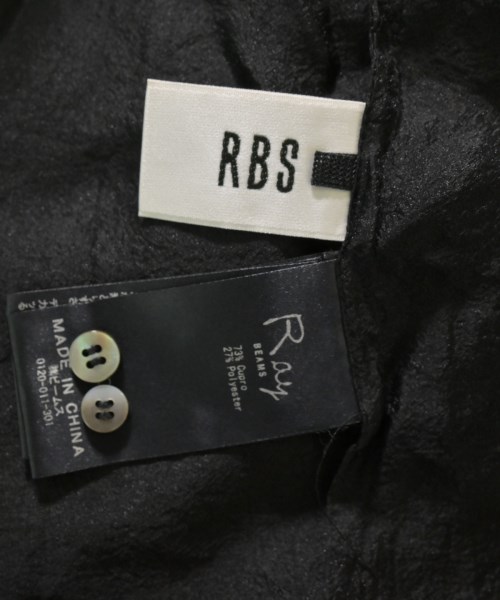 RBS
Ray
BEAMS
73% Cupro
27% Polyester
MADE IN CHINA
㈱ビームス
0120-011-301